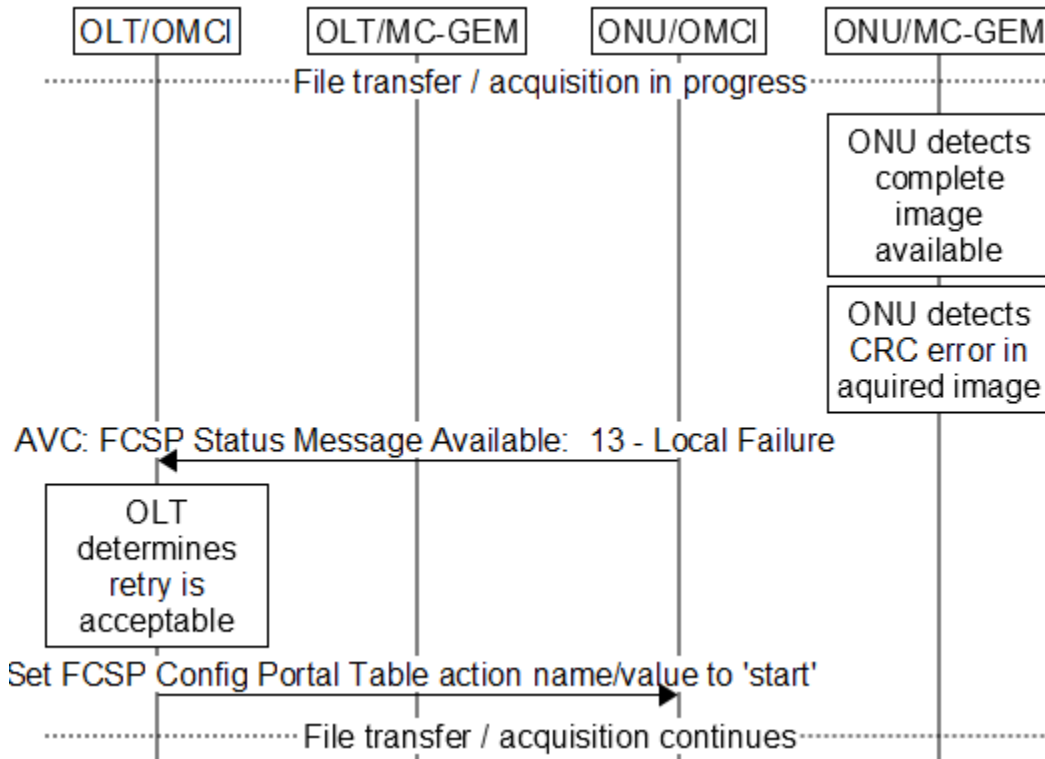 OLT/OMCI
OLT/MC-GEM
ONU/OMCI
ONU/MC-GEM
File transfer / acquisition in progress
ONU detects
complete
image
available
ONU detects
CRC error in
aquired image
AVC: FCSP Status Message Available:  13 - Local Failure
OLT
determines
retry is
acceptable
Set FCSP Config Portal Table action name/value to 'start'
File transfer / acquisition continues